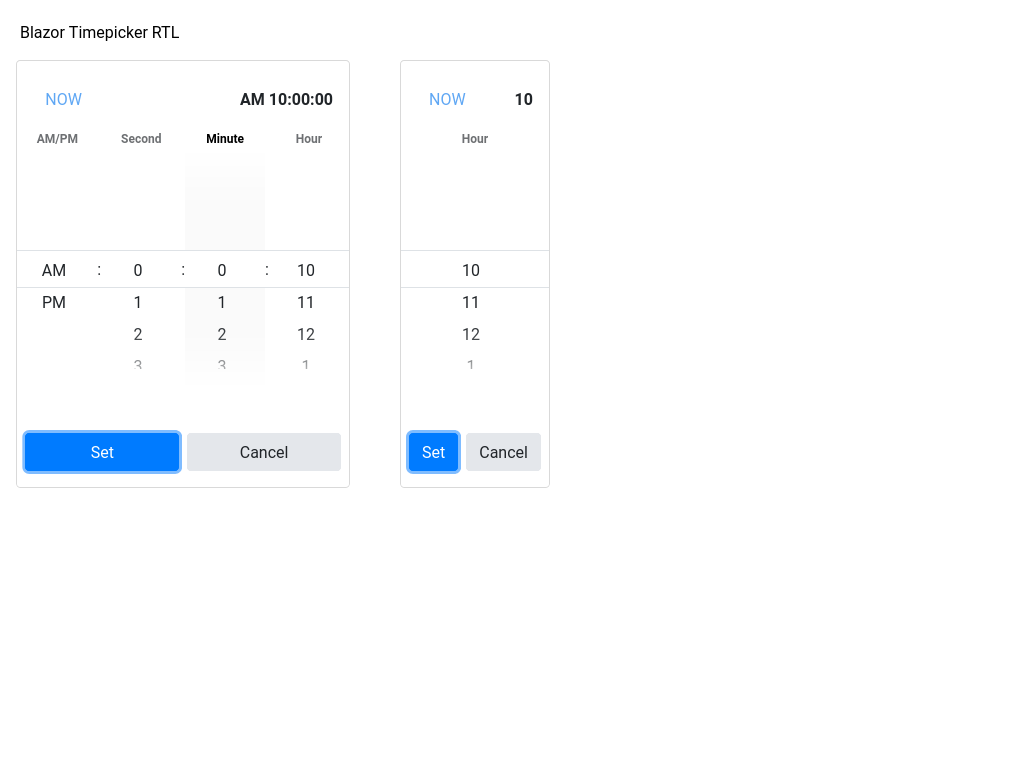 Blazor Timepicker RTL
NOW AM 10:00:00
AM/PM Second Minute Hour
AM : 0 : 0 : 10
PM 1 1 11
2 2 12
3 3 1
Set Cancel
NOW 10
Hour
10
11
12
1
Set Cancel